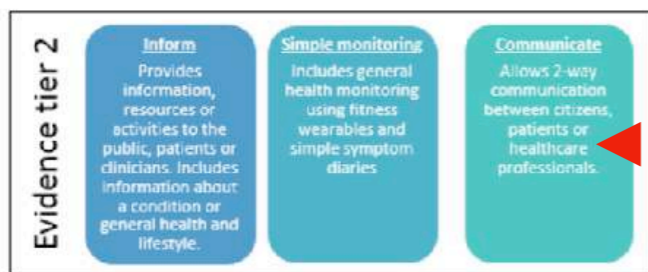 Evidence tier 2
Inform
Provides
information,
resources or
activities to the
public, patients or
clinicians. Includes
information about
a condition or
general health and
lifestyle.
Simple monitoring
Includes general
health monitoring
using fitness
wearables and
simple symptom
diaries
Communicate
Allows 2-way
communication
between citizens,
patients or
healthcare
professionals.